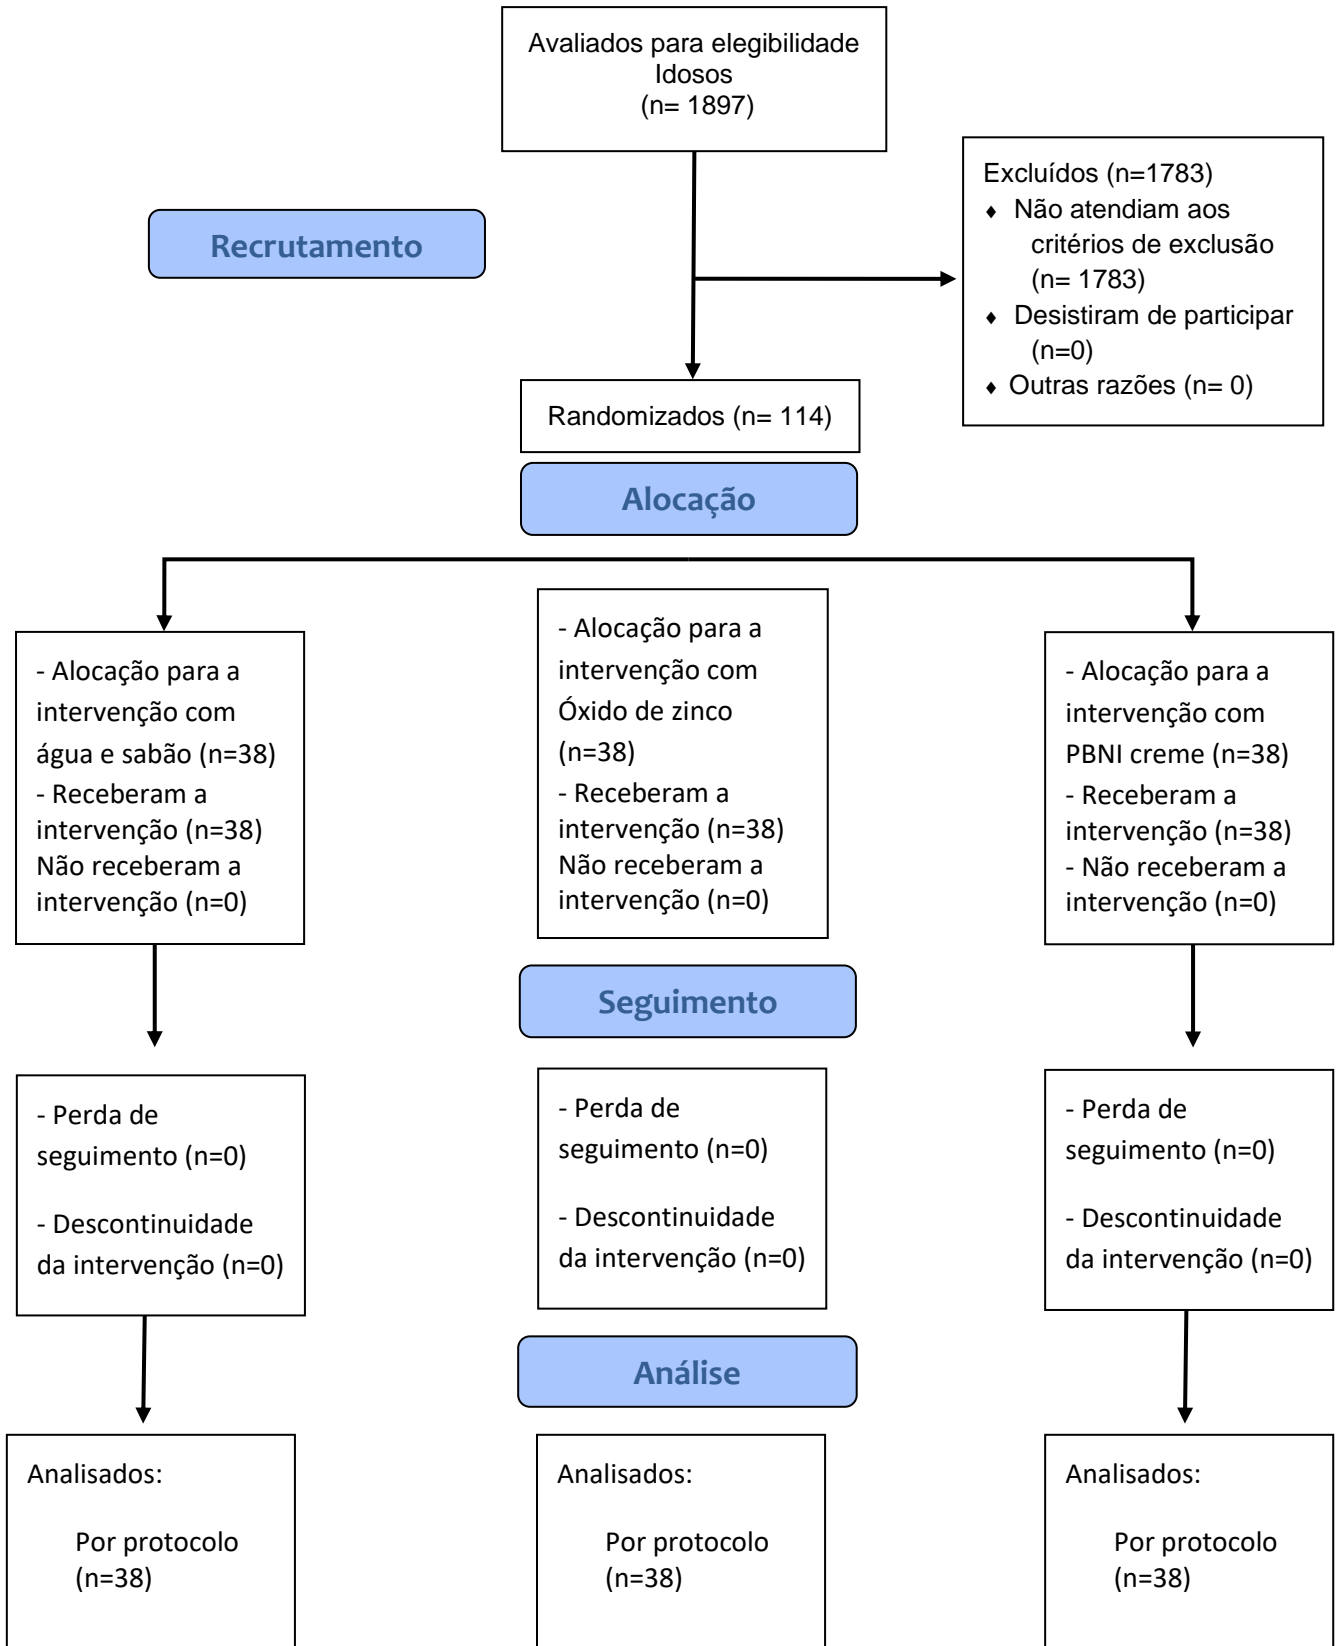 Avaliados para elegibilidade
Idosos
(n= 1897)
Excluídos (n=1783)
♦ Não atendiam aos
critérios de exclusão
(n= 1783)
♦ Desistiram de participar
(n=0)
♦ Outras razões (n= 0)
Recrutamento
Randomizados (n= 114)
Alocação
- Alocação para a
intervenção com
água e sabão (n=38)
- Receberam a
intervenção (n=38)
Não receberam a
intervenção (n=0)
- Alocação para a
intervenção com
Óxido de zinco
(n=38)
- Receberam a
intervenção (n=38)
Não receberam a
intervenção (n=0)
- Alocação para a
intervenção com
PBNI creme (n=38)
- Receberam a
intervenção (n=38)
- Não receberam a
intervenção (n=0)
Seguimento
- Perda de
seguimento (n=0)
- Descontinuidade
da intervenção (n=0)
- Perda de
seguimento (n=0)
- Descontinuidade
da intervenção (n=0)
- Perda de
seguimento (n=0)
- Descontinuidade
da intervenção (n=0)
Análise
Analisados:
Por protocolo
(n=38)
Analisados:
Por protocolo
(n=38)
Analisados:
Por protocolo
(n=38)